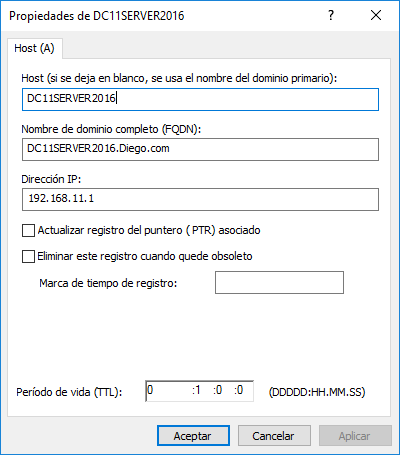 Propiedades de DC11SERVER2016
Host (A)
Host (si se deja en blanco, se usa el nombre del dominio primario):
DC11SERVER2016
Nombre de dominio completo (FQDN):
DC11SERVER2016.Diego.com
Dirección IP:
192.168.11.1
Actualizar registro del puntero (PTR) asociado
Eliminar este registro cuando quede obsoleto
Marca de tiempo de registro:
Período de vida (TTL): 0 :1 :0 :0 (DDDDD:HH.MM.SS)
Aceptar Cancelar Aplicar